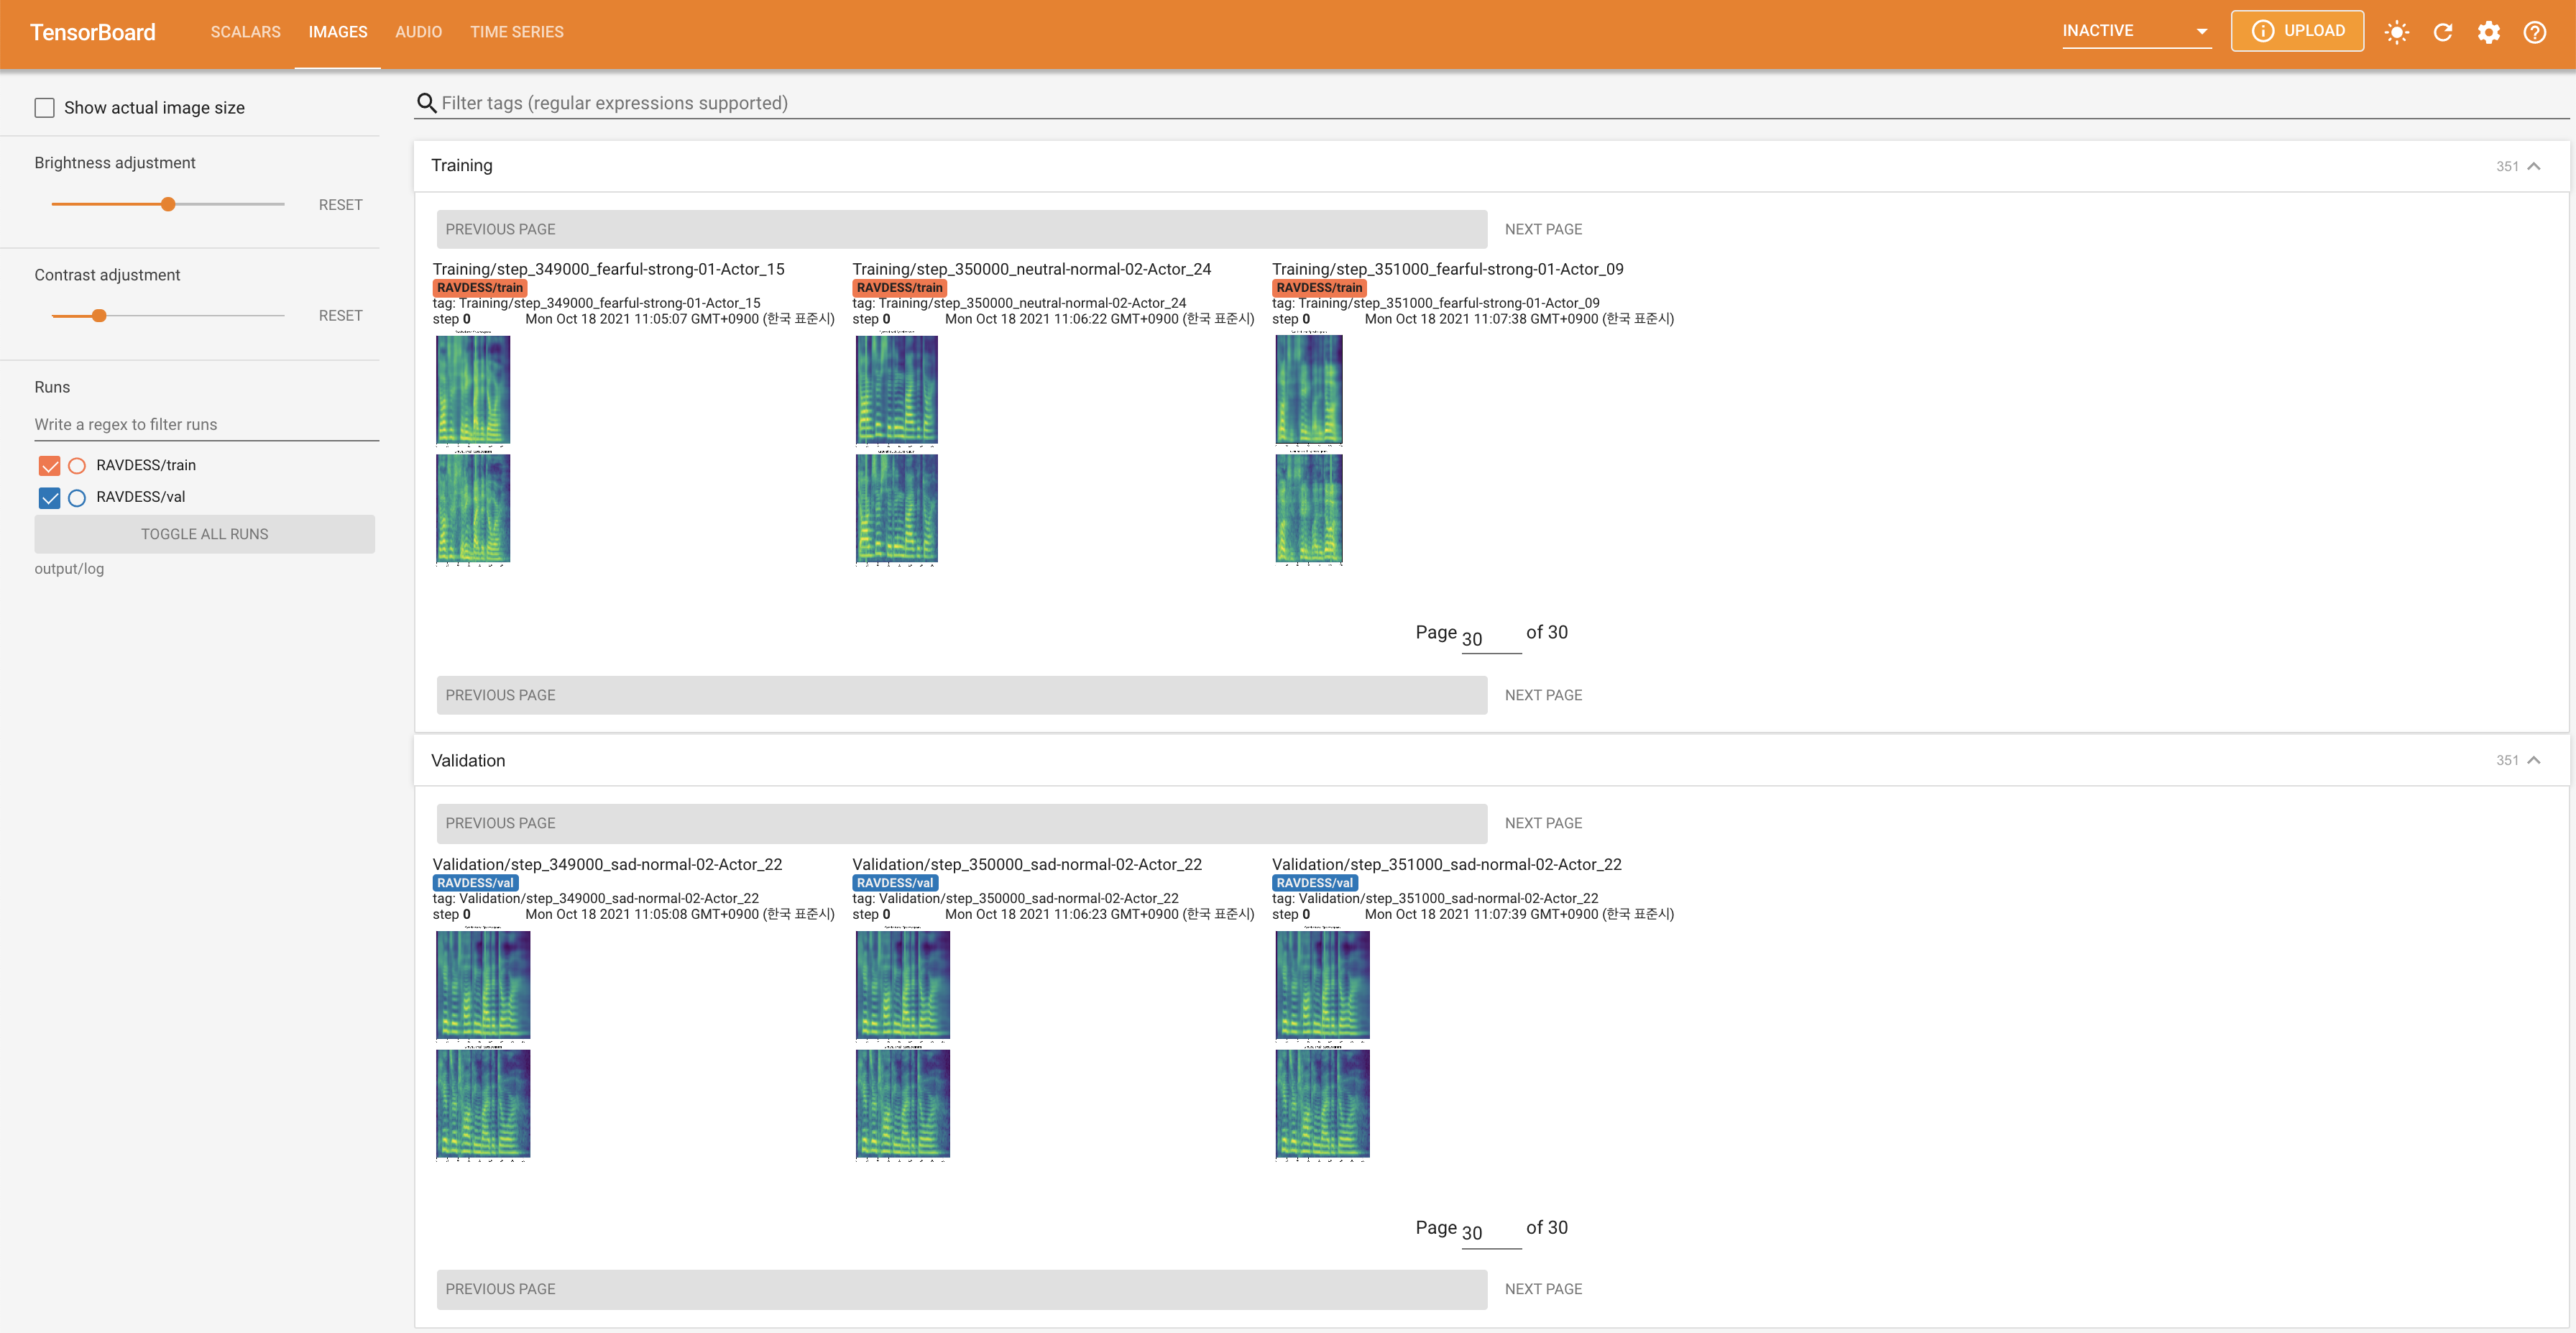 TensorBoard
SCALARS
IMAGES
AUDIO
TIME SERIES
INACTIVE
UPLOAD
Show actual image size
Brightness adjustment
RESET
Contrast adjustment
RESET
Runs
Write a regex to filter runs
RAVDESS/train
RAVDESS/val
TOGGLE ALL RUNS
output/log
Filter tags (regular expressions supported)
Training
351
PREVIOUS PAGE
NEXT PAGE
Training/step_349000_fearful-strong-01-Actor_15
RAVDESS/train
tag: Training/step_349000_fearful-strong-01-Actor_15
step 0 Mon Oct 18 2021 11:05:07 GMT+0900 (한국 표준시)
Training/step_350000_neutral-normal-02-Actor_24
RAVDESS/train
tag: Training/step_350000_neutral-normal-02-Actor_24
step 0 Mon Oct 18 2021 11:06:22 GMT+0900 (한국 표준시)
Training/step_351000_fearful-strong-01-Actor_09
RAVDESS/train
tag: Training/step_351000_fearful-strong-01-Actor_09
step 0 Mon Oct 18 2021 11:07:38 GMT+0900 (한국 표준시)
Page 30 of 30
PREVIOUS PAGE
NEXT PAGE
Validation
351
PREVIOUS PAGE
NEXT PAGE
Validation/step_349000_sad-normal-02-Actor_22
RAVDESS/val
tag: Validation/step_349000_sad-normal-02-Actor_22
step 0 Mon Oct 18 2021 11:05:08 GMT+0900 (한국 표준시)
Validation/step_350000_sad-normal-02-Actor_22
RAVDESS/val
tag: Validation/step_350000_sad-normal-02-Actor_22
step 0 Mon Oct 18 2021 11:06:23 GMT+0900 (한국 표준시)
Validation/step_351000_sad-normal-02-Actor_22
RAVDESS/val
tag: Validation/step_351000_sad-normal-02-Actor_22
step 0 Mon Oct 18 2021 11:07:39 GMT+0900 (한국 표준시)
Page 30 of 30
PREVIOUS PAGE
NEXT PAGE